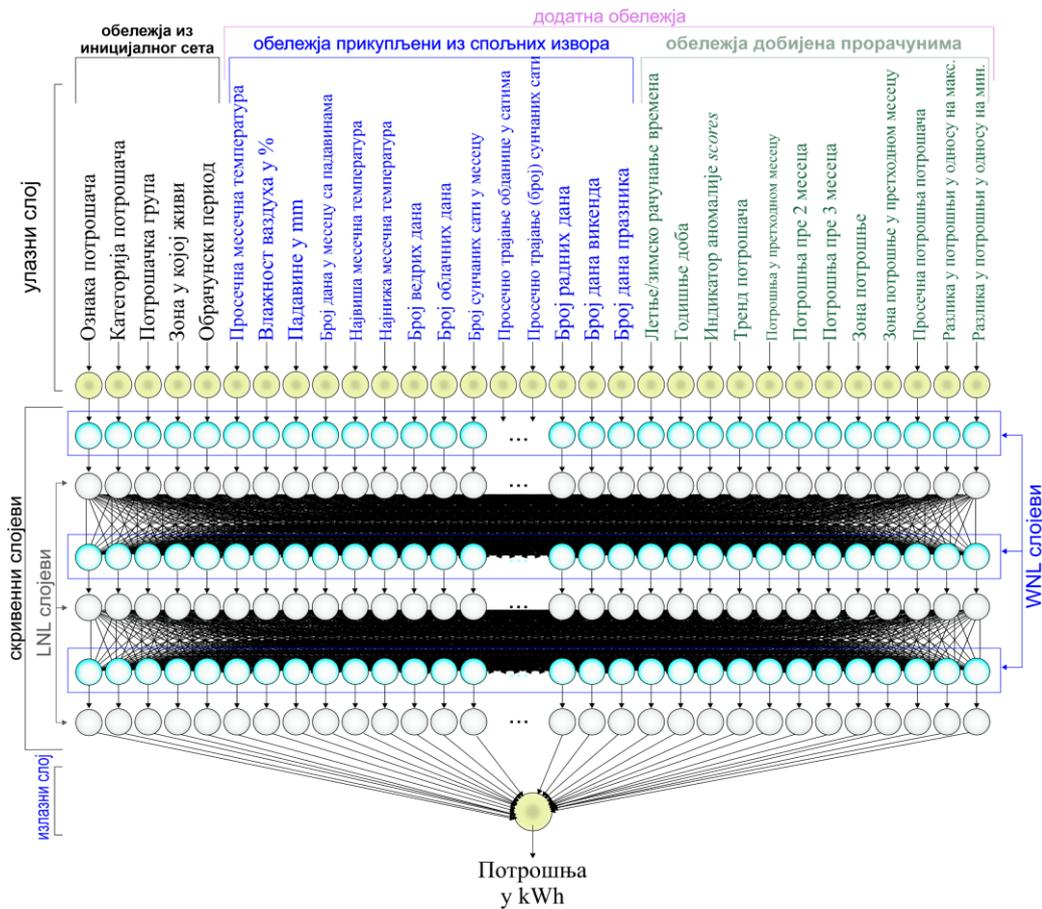 додатна обележја
обележја из
иницијалног сета
обележја прикупљени из спољних извора
обележја добијена прорачунима
улазни слој
Ознака потрошача
Категорија потрошача
Потрошачка група
Зона у којој живи
Обрачунски период
Просечна месечна температура
Влажност ваздуха у %
Падавине у mm
Број дана у месецу са падавинама
Највиша месечна температура
Најнижа месечна температура
Број ведрих дана
Број облачних дана
Број сунчаних сати у месецу
Просечно трајање обданице у сатима
Просечно трајање (број) сунчаних сати
Број радних дана
Број дана викенда
Број дана празника
Летње/зимско рачунање времена
Годишње доба
Индикатор аномалије scores
Тренд потрошача
Потрошња у претходном месецу
Потрошња пре 2 месеца
Потрошња пре 3 месеца
Зона потрошње
Зона потрошње у претходном месецу
Просечна потрошња потрошача
Разлика у потрошњи у односу на макс.
Разлика у потрошњи у односу на мин.
...
...
скривенни слојеви
LNL слојеви
WNL слојеви
...
...
...
излазни слој
Потрошња
у kWh